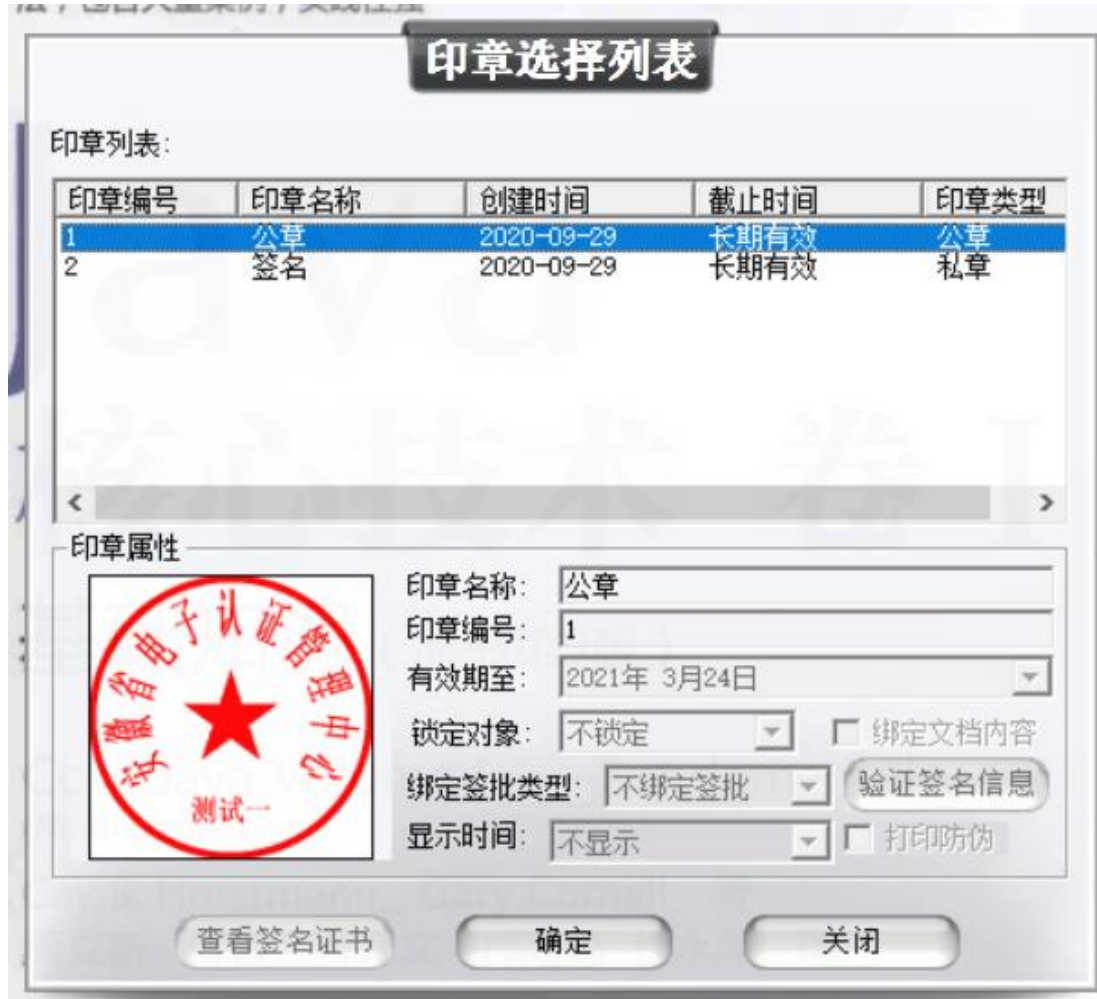 印章选择列表
印章列表:
印章编号 印章名称 创建时间 截止时间 印章类型
1 公章 2020-09-29 长期有效 公章
2 签名 2020-09-29 长期有效 私章
印章属性
安徽省电子认证管理中心
测试一
印章名称: 公章
印章编号: 1
有效期至: 2021年 3月24日
锁定对象: 不锁定 绑定文档内容
绑定签批类型: 不绑定签批 验证签名信息
显示时间: 不显示 打印防伪
查看签名证书 确定 关闭
ava
核心技术 卷 I